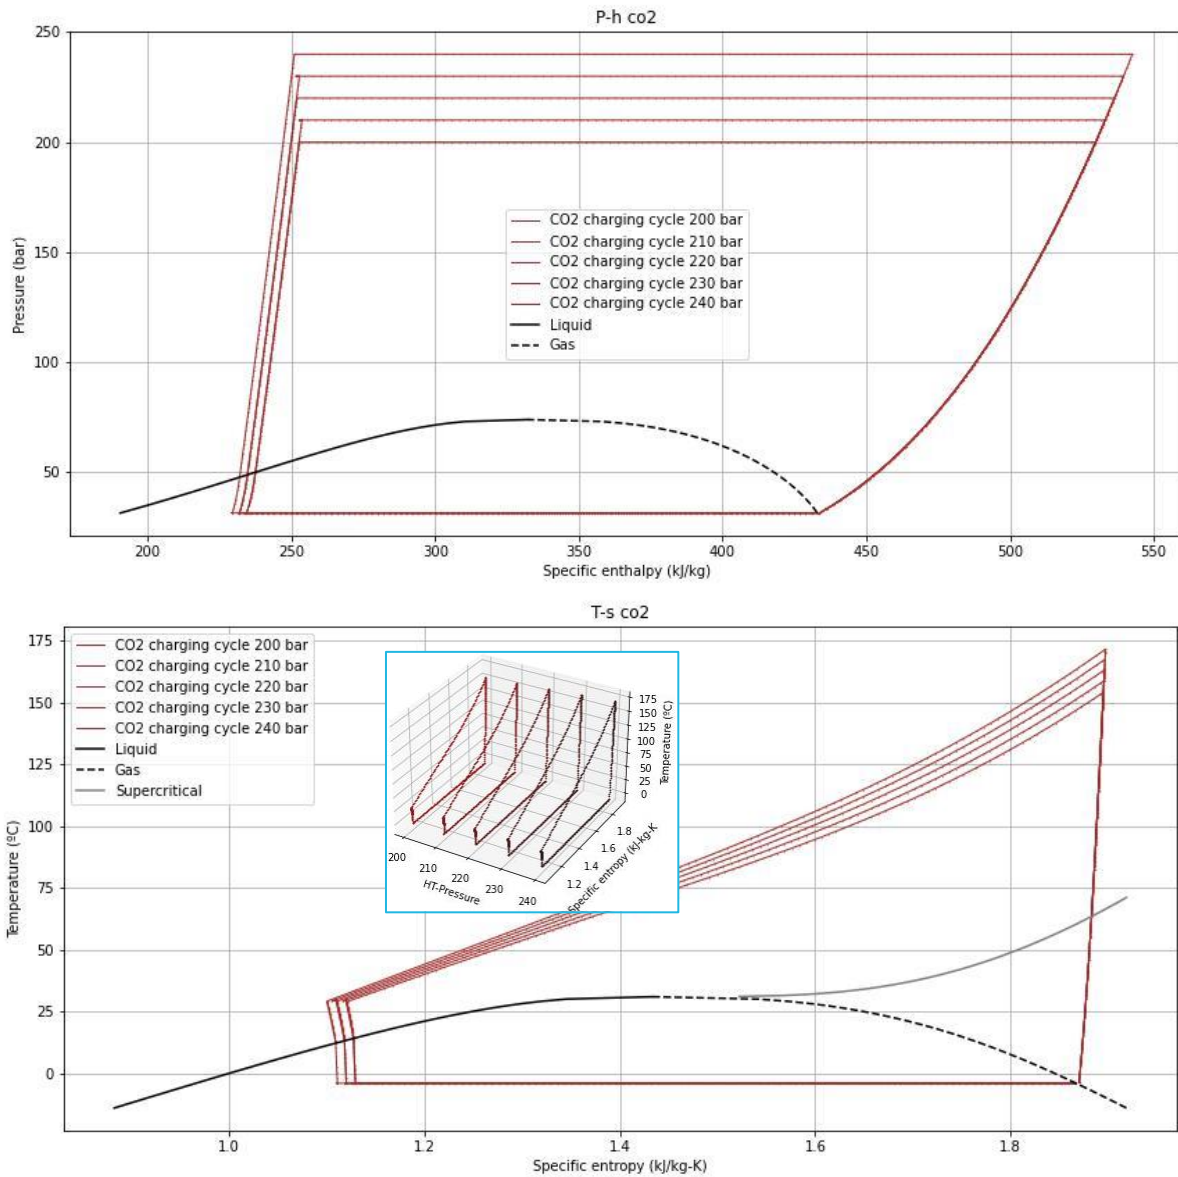 P-h co2
250
200
150
100
50
Pressure (bar)
CO2 charging cycle 200 bar
CO2 charging cycle 210 bar
CO2 charging cycle 220 bar
CO2 charging cycle 230 bar
CO2 charging cycle 240 bar
Liquid
Gas
200 250 300 350 400 450 500 550
Specific enthalpy (kJ/kg)
T-s co2
175
150
125
100
75
50
25
0
Temperature (ºC)
CO2 charging cycle 200 bar
CO2 charging cycle 210 bar
CO2 charging cycle 220 bar
CO2 charging cycle 230 bar
CO2 charging cycle 240 bar
Liquid
Gas
Supercritical
175
150
125
100
75
50
25
0
Temperature (ºC)
1.8
1.6
1.4
1.2
Specific entropy (kJ-kg-K
200 210 220 230 240
HT-Pressure
1.0 1.2 1.4 1.6 1.8
Specific entropy (kJ/kg-K)